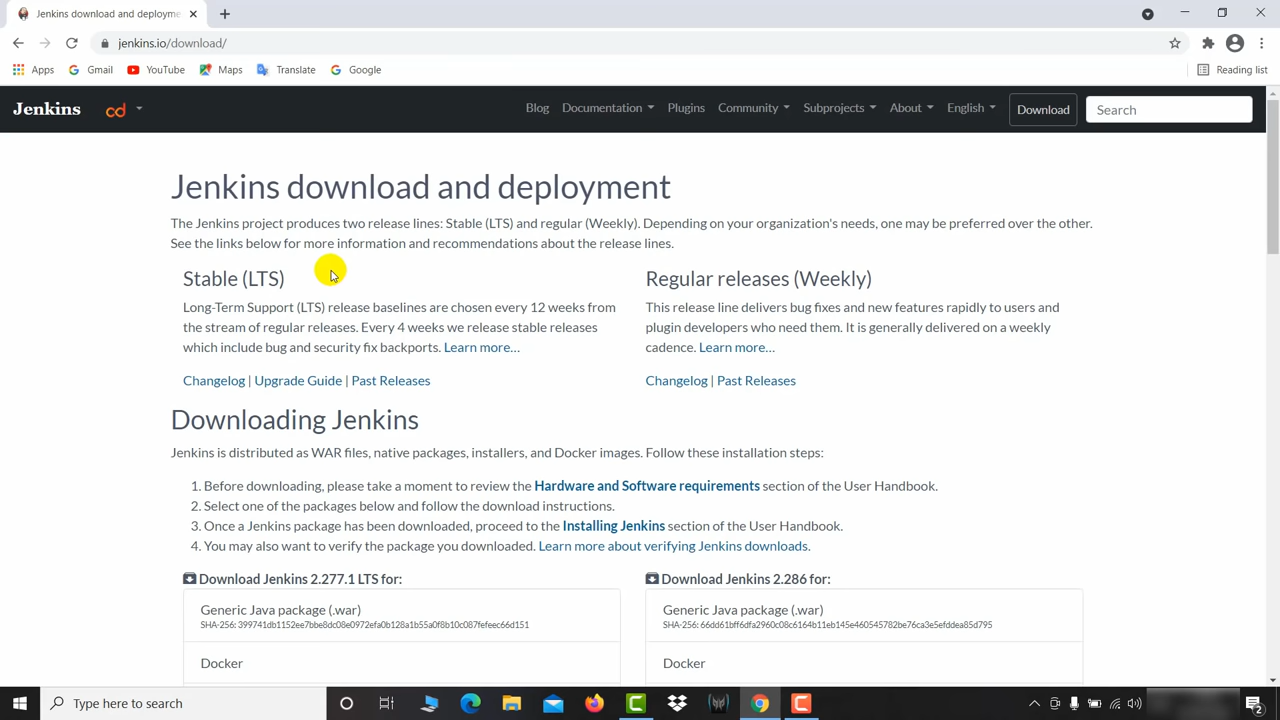 Jenkins download and deployme
jenkins.io/download/
Apps Gmail YouTube Maps Translate Google Reading list
Jenkins cd Blog Documentation Plugins Community Subprojects About English Download Search
Jenkins download and deployment
The Jenkins project produces two release lines: Stable (LTS) and regular (Weekly). Depending on your organization's needs, one may be preferred over the other.
See the links below for more information and recommendations about the release lines.
Stable (LTS)
Long-Term Support (LTS) release baselines are chosen every 12 weeks from
the stream of regular releases. Every 4 weeks we release stable releases
which include bug and security fix backports. Learn more…
Changelog | Upgrade Guide | Past Releases
Regular releases (Weekly)
This release line delivers bug fixes and new features rapidly to users and
plugin developers who need them. It is generally delivered on a weekly
cadence. Learn more…
Changelog | Past Releases
Downloading Jenkins
Jenkins is distributed as WAR files, native packages, installers, and Docker images. Follow these installation steps:
1. Before downloading, please take a moment to review the Hardware and Software requirements section of the User Handbook.
2. Select one of the packages below and follow the download instructions.
3. Once a Jenkins package has been downloaded, proceed to the Installing Jenkins section of the User Handbook.
4. You may also want to verify the package you downloaded. Learn more about verifying Jenkins downloads.
Download Jenkins 2.277.1 LTS for:
Generic Java package (.war)
SHA-256: 399741db1152ee7bbe8dc08e0972efa0b128a1b55a0f8b10c087fefeec66d151
Docker
Download Jenkins 2.286 for:
Generic Java package (.war)
SHA-256: 66dd61bff6dfa2960c08c6164b11eb145e460545782be76ca3e5efddea85d795
Docker
Type here to search
2